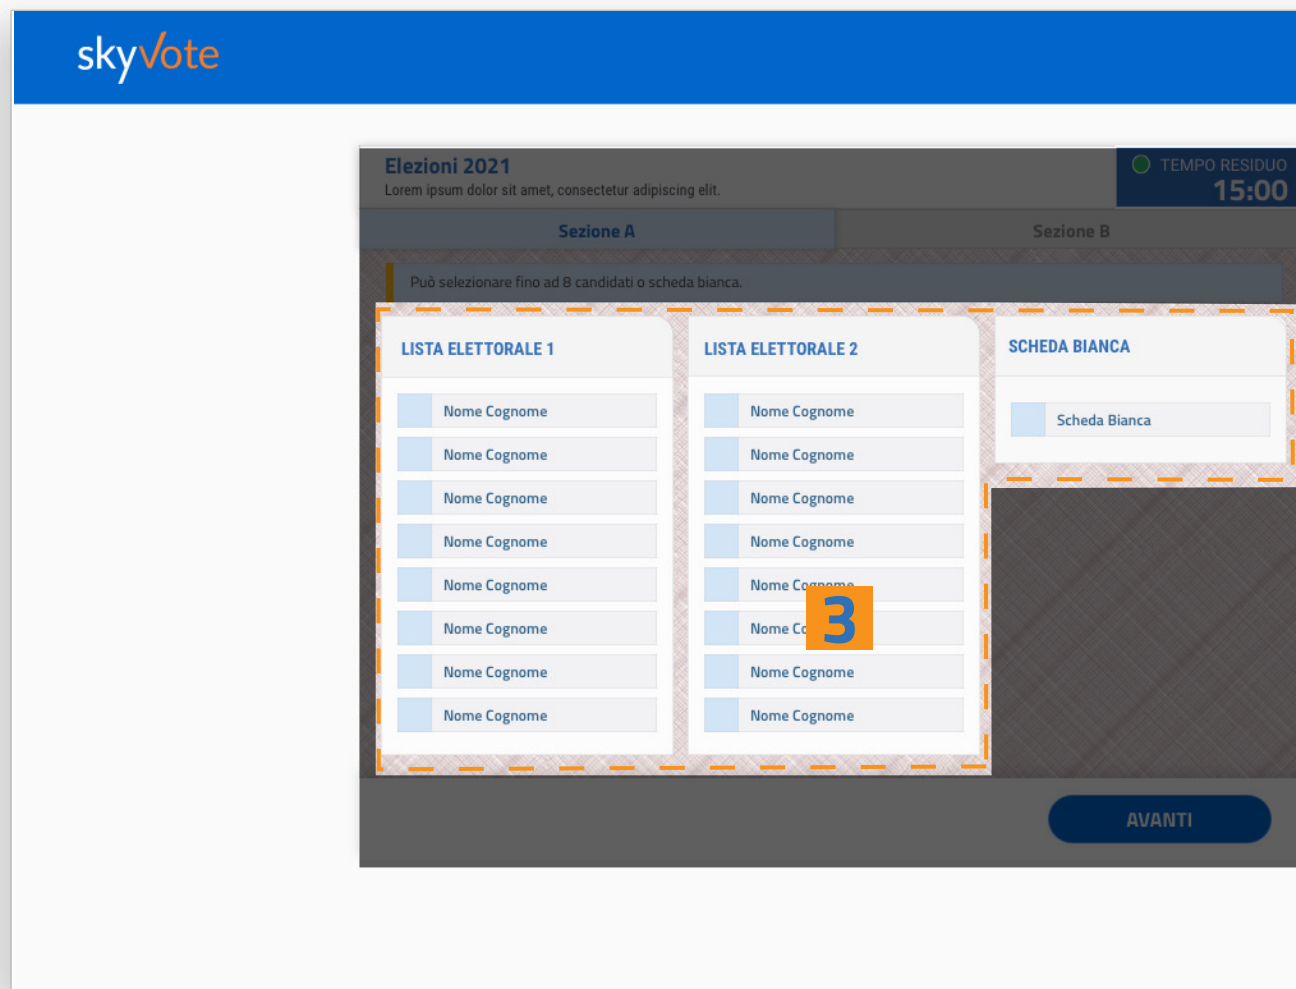 skyvote
Elezioni 2021
Lorem ipsum dolor sit amet, consectetur adipiscing elit.
TEMPO RESIDUO
15:00
Sezione A
Sezione B
Può selezionare fino ad 8 candidati o scheda bianca.
LISTA ELETTORALE 1
Nome Cognome
Nome Cognome
Nome Cognome
Nome Cognome
Nome Cognome
Nome Cognome
Nome Cognome
Nome Cognome
LISTA ELETTORALE 2
Nome Cognome
Nome Cognome
Nome Cognome
Nome Cognome
Nome Cognome
Nome
3
Nome Cognome
Nome Cognome
SCHEDA BIANCA
Scheda Bianca
AVANTI